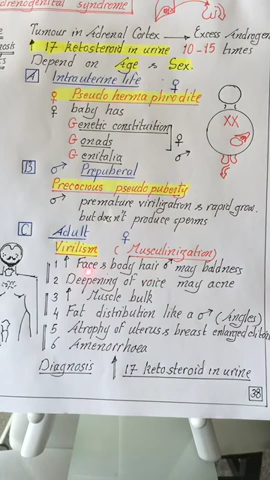 adrenogenital syndrome
Tumour in Adrenal Cortex → Excess Androgen
↑ 17 ketosteroid in urine 10-15 times
Depend on Age & Sex.
A Intrauterine life ♀
♀ Pseudo hermaphrodite
♀ baby has
Genetic constitution
Gonads ♀
Genitalia ♂
XX
B ♂ Prepuberal
Precocious pseudopuberty
♂ premature viriligation & rapid grow.
but doesn't produce sperms
C Adult ♀
Virilism (Musculinization)
1 ↑ Face & body hair ♂ may baldness
2 Deepening of voice may acne
3 ↑ Muscle bulk
4 Fat distribution like a ♂ (Angles)
5 Atrophy of uterus & breast enlarged clitoris
6 Amenorrhoea
Diagnosis ↑ 17 ketosteroid in urine
38